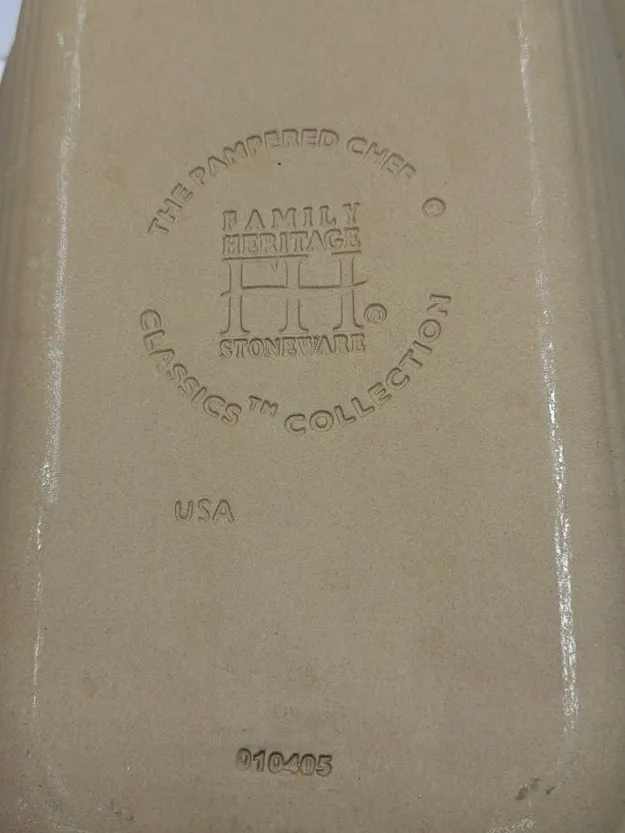 THE PAMPERED CHEF ®
FAMILY
HERITAGE
H H ®
STONEWARE
CLASSICS™ COLLECTION
USA
010405